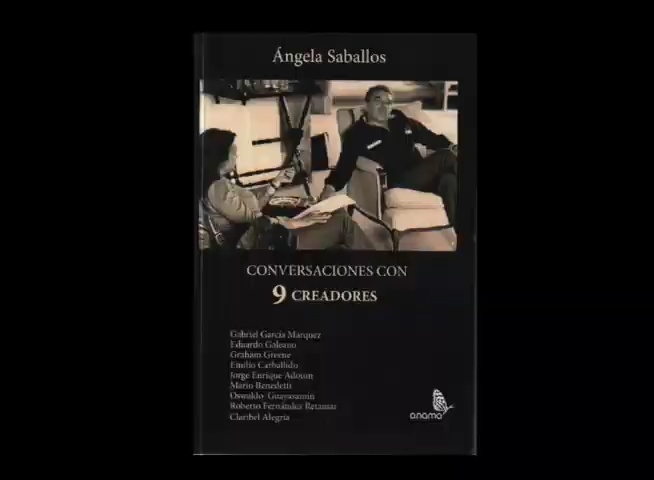 Ángela Saballos
CONVERSACIONES CON
9 CREADORES
Gabriel García Marquez
Eduardo Galeano
Graham Greene
Emilio Carballido
Jorge Enrique Adoum
Mario Benedetti
Oswaldo Guayasamín
Roberto Fernández Retamar
Claribel Alegría
anamá